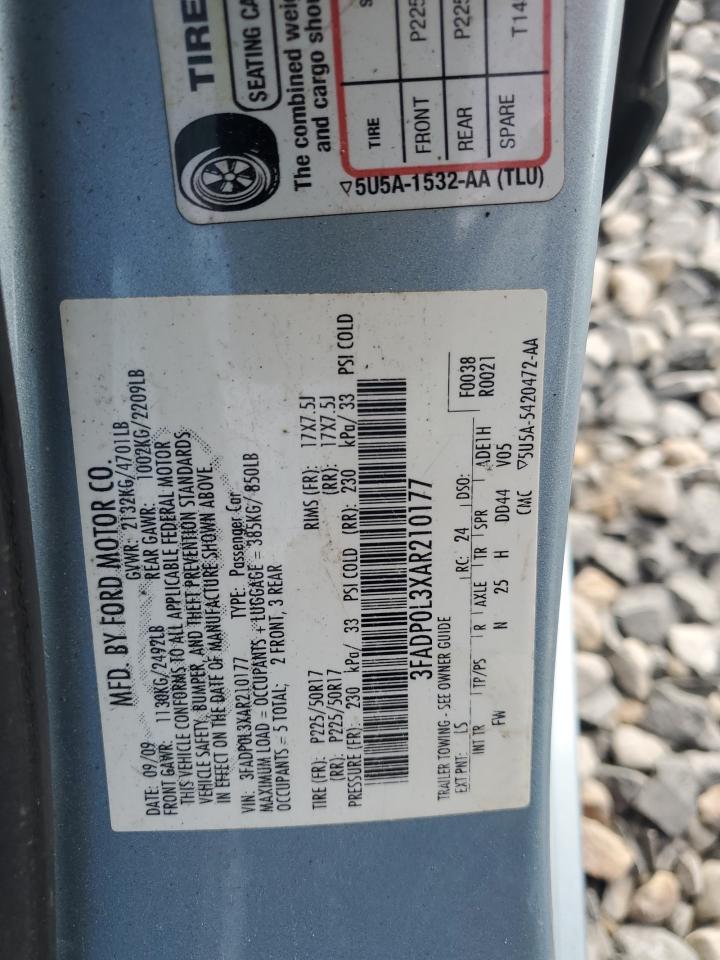 TIRE
SEATING CA
The combined weig
and cargo shou
TIRE S
FRONT P225
REAR P225
SPARE T14
▽5U5A-1532-AA (TLU)
MFD. BY FORD MOTOR CO.
DATE: 09/09 GVWR: 2132KG/4701LB
FRONT GAWR: 1130KG/2492LB REAR GAWR: 1002KG/2209LB
THIS VEHICLE CONFORMS TO ALL APPLICABLE FEDERAL MOTOR
VEHICLE SAFETY, BUMPER, AND THEFT PREVENTION STANDARDS
IN EFFECT ON THE DATE OF MANUFACTURE SHOWN ABOVE.
VIN: 3FADP0L3XAR210177 TYPE: Passenger Car
MAXIMUM LOAD = OCCUPANTS + LUGGAGE = 385KG/ 850LB
OCCUPANTS = 5 TOTAL; 2 FRONT, 3 REAR
TIRE (FR): P225/50R17 RIMS (FR): 17X7.5J
(RR): P225/50R17 (RR): 17X7.5J
PRESSURE (FR): 230 kPa/ 33 PSI COLD (RR): 230 kPa/ 33 PSI COLD
3FADP0L3XAR210177
TRAILER TOWING - SEE OWNER GUIDE F0038
EXT PNT: LS RC: 24 DSO: R0021
INT TR TP/PS R AXLE TR SPR ADE1H
FW N 25 H DD44 V05
CMC ▽5U5A-5420472-AA